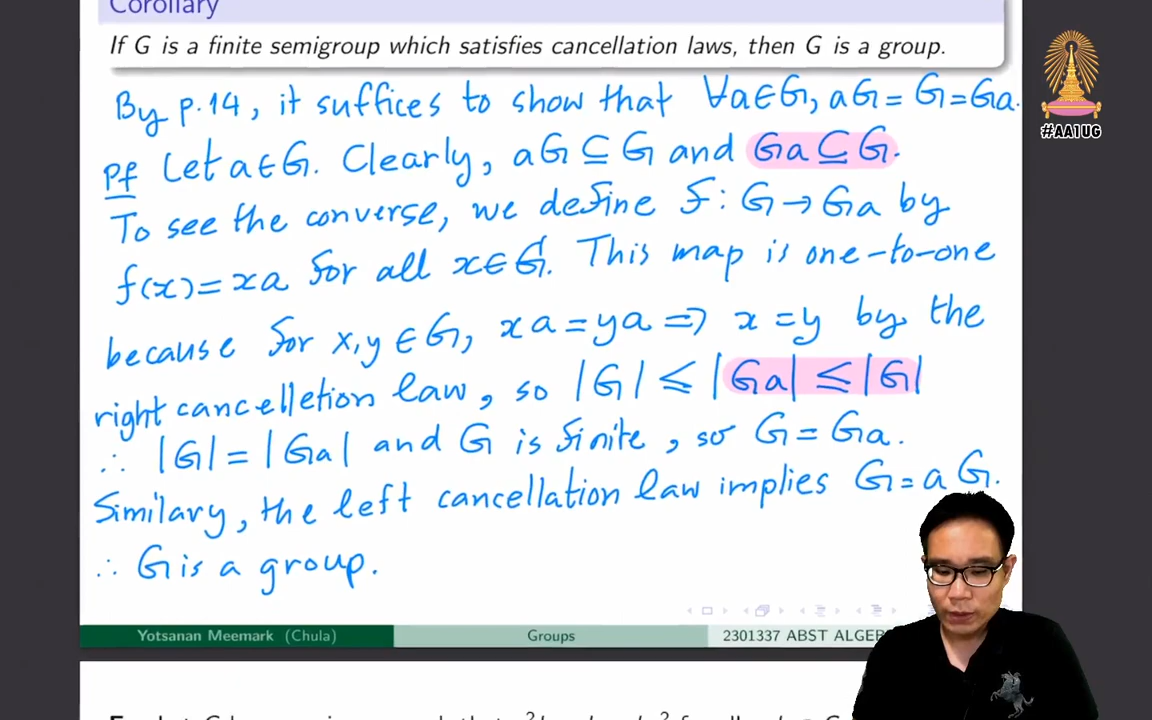 Corollary
If G is a finite semigroup which satisfies cancellation laws, then G is a group.
By p.14, it suffices to show that ∀a∈G, aG = G = Ga.
Pf Let a∈G. Clearly, aG ⊆ G and Ga ⊆ G.
To see the converse, we define f : G → Ga by
f(x) = xa for all x∈G. This map is one-to-one
because for x,y ∈ G, xa = ya ⇒ x = y by the
right cancelletion law, so |G| ≤ |Ga| ≤ |G|
∴ |G| = |Ga| and G is finite, so G = Ga.
Similary, the left cancellation law implies G = aG.
∴ G is a group.
#AA1UG
Yotsanan Meemark (Chula) Groups 2301337 ABST ALGEB